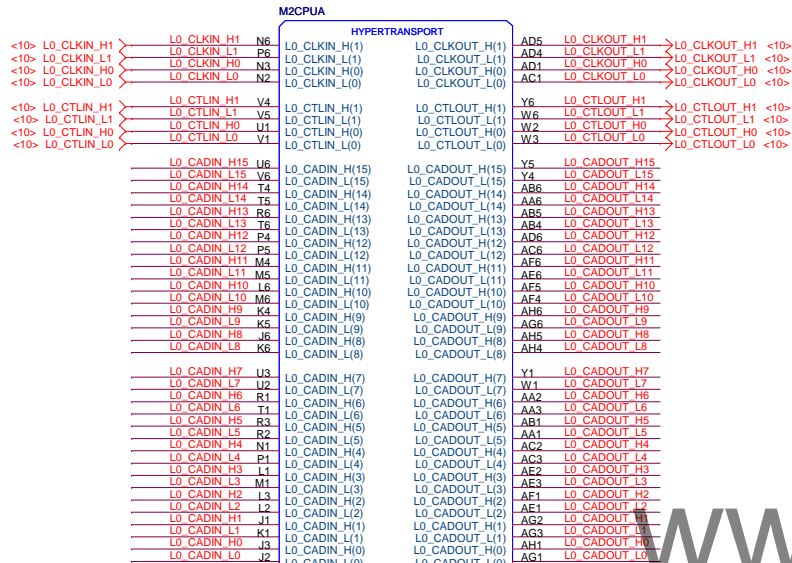 M2CPUA
HYPERTRANSPORT
<10> L0_CLKIN_H1 L0_CLKIN_H1 N6 L0_CLKIN_H(1) L0_CLKOUT_H(1) AD5 L0_CLKOUT_H1 L0_CLKOUT_H1 <10>
<10> L0_CLKIN_L1 L0_CLKIN_L1 P6 L0_CLKIN_L(1) L0_CLKOUT_L(1) AD4 L0_CLKOUT_L1 L0_CLKOUT_L1 <10>
<10> L0_CLKIN_H0 L0_CLKIN_H0 N3 L0_CLKIN_H(0) L0_CLKOUT_H(0) AD1 L0_CLKOUT_H0 L0_CLKOUT_H0 <10>
<10> L0_CLKIN_L0 L0_CLKIN_L0 N2 L0_CLKIN_L(0) L0_CLKOUT_L(0) AC1 L0_CLKOUT_L0 L0_CLKOUT_L0 <10>
<10> L0_CTLIN_H1 L0_CTLIN_H1 V4 L0_CTLIN_H(1) L0_CTLOUT_H(1) Y6 L0_CTLOUT_H1 L0_CTLOUT_H1 <10>
<10> L0_CTLIN_L1 L0_CTLIN_L1 V5 L0_CTLIN_L(1) L0_CTLOUT_L(1) W6 L0_CTLOUT_L1 L0_CTLOUT_L1 <10>
<10> L0_CTLIN_H0 L0_CTLIN_H0 U1 L0_CTLIN_H(0) L0_CTLOUT_H(0) W2 L0_CTLOUT_H0 L0_CTLOUT_H0 <10>
<10> L0_CTLIN_L0 L0_CTLIN_L0 V1 L0_CTLIN_L(0) L0_CTLOUT_L(0) W3 L0_CTLOUT_L0 L0_CTLOUT_L0 <10>
L0_CADIN_H15 U6 L0_CADIN_H(15) L0_CADOUT_H(15) Y5 L0_CADOUT_H15
L0_CADIN_L15 V6 L0_CADIN_L(15) L0_CADOUT_L(15) Y4 L0_CADOUT_L15
L0_CADIN_H14 T4 L0_CADIN_H(14) L0_CADOUT_H(14) AB6 L0_CADOUT_H14
L0_CADIN_L14 T5 L0_CADIN_L(14) L0_CADOUT_L(14) AA6 L0_CADOUT_L14
L0_CADIN_H13 R6 L0_CADIN_H(13) L0_CADOUT_H(13) AB5 L0_CADOUT_H13
L0_CADIN_L13 T6 L0_CADIN_L(13) L0_CADOUT_L(13) AB4 L0_CADOUT_L13
L0_CADIN_H12 P4 L0_CADIN_H(12) L0_CADOUT_H(12) AD6 L0_CADOUT_H12
L0_CADIN_L12 P5 L0_CADIN_L(12) L0_CADOUT_L(12) AC6 L0_CADOUT_L12
L0_CADIN_H11 M4 L0_CADIN_H(11) L0_CADOUT_H(11) AF6 L0_CADOUT_H11
L0_CADIN_L11 M5 L0_CADIN_L(11) L0_CADOUT_L(11) AE6 L0_CADOUT_L11
L0_CADIN_H10 L6 L0_CADIN_H(10) L0_CADOUT_H(10) AF5 L0_CADOUT_H10
L0_CADIN_L10 M6 L0_CADIN_L(10) L0_CADOUT_L(10) AF4 L0_CADOUT_L10
L0_CADIN_H9 K4 L0_CADIN_H(9) L0_CADOUT_H(9) AH6 L0_CADOUT_H9
L0_CADIN_L9 K5 L0_CADIN_L(9) L0_CADOUT_L(9) AG6 L0_CADOUT_L9
L0_CADIN_H8 J6 L0_CADIN_H(8) L0_CADOUT_H(8) AH5 L0_CADOUT_H8
L0_CADIN_L8 K6 L0_CADIN_L(8) L0_CADOUT_L(8) AH4 L0_CADOUT_L8
L0_CADIN_H7 U3 L0_CADIN_H(7) L0_CADOUT_H(7) Y1 L0_CADOUT_H7
L0_CADIN_L7 U2 L0_CADIN_L(7) L0_CADOUT_L(7) W1 L0_CADOUT_L7
L0_CADIN_H6 R1 L0_CADIN_H(6) L0_CADOUT_H(6) AA2 L0_CADOUT_H6
L0_CADIN_L6 T1 L0_CADIN_L(6) L0_CADOUT_L(6) AA3 L0_CADOUT_L6
L0_CADIN_H5 R3 L0_CADIN_H(5) L0_CADOUT_H(5) AB1 L0_CADOUT_H5
L0_CADIN_L5 R2 L0_CADIN_L(5) L0_CADOUT_L(5) AA1 L0_CADOUT_L5
L0_CADIN_H4 N1 L0_CADIN_H(4) L0_CADOUT_H(4) AC2 L0_CADOUT_H4
L0_CADIN_L4 P1 L0_CADIN_L(4) L0_CADOUT_L(4) AC3 L0_CADOUT_L4
L0_CADIN_H3 L1 L0_CADIN_H(3) L0_CADOUT_H(3) AE2 L0_CADOUT_H3
L0_CADIN_L3 M1 L0_CADIN_L(3) L0_CADOUT_L(3) AE3 L0_CADOUT_L3
L0_CADIN_H2 L3 L0_CADIN_H(2) L0_CADOUT_H(2) AF1 L0_CADOUT_H2
L0_CADIN_L2 L2 L0_CADIN_L(2) L0_CADOUT_L(2) AE1 L0_CADOUT_L2
L0_CADIN_H1 J1 L0_CADIN_H(1) L0_CADOUT_H(1) AG2 L0_CADOUT_H1
L0_CADIN_L1 K1 L0_CADIN_L(1) L0_CADOUT_L(1) AG3 L0_CADOUT_L1
L0_CADIN_H0 J3 L0_CADIN_H(0) L0_CADOUT_H(0) AH1 L0_CADOUT_H0
L0_CADIN_L0 J2 L0_CADIN_L(0) L0_CADOUT_L(0) AG1 L0_CADOUT_L0